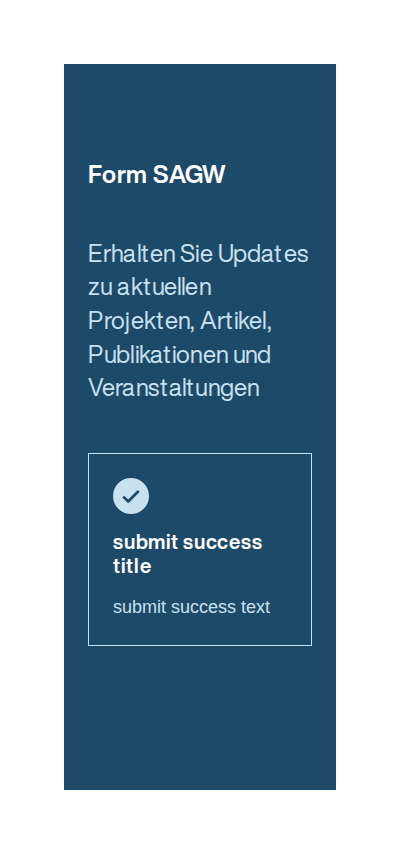 Form SAGW
Erhalten Sie Updates
zu aktuellen
Projekten, Artikel,
Publikationen und
Veranstaltungen
submit success
title
submit success text